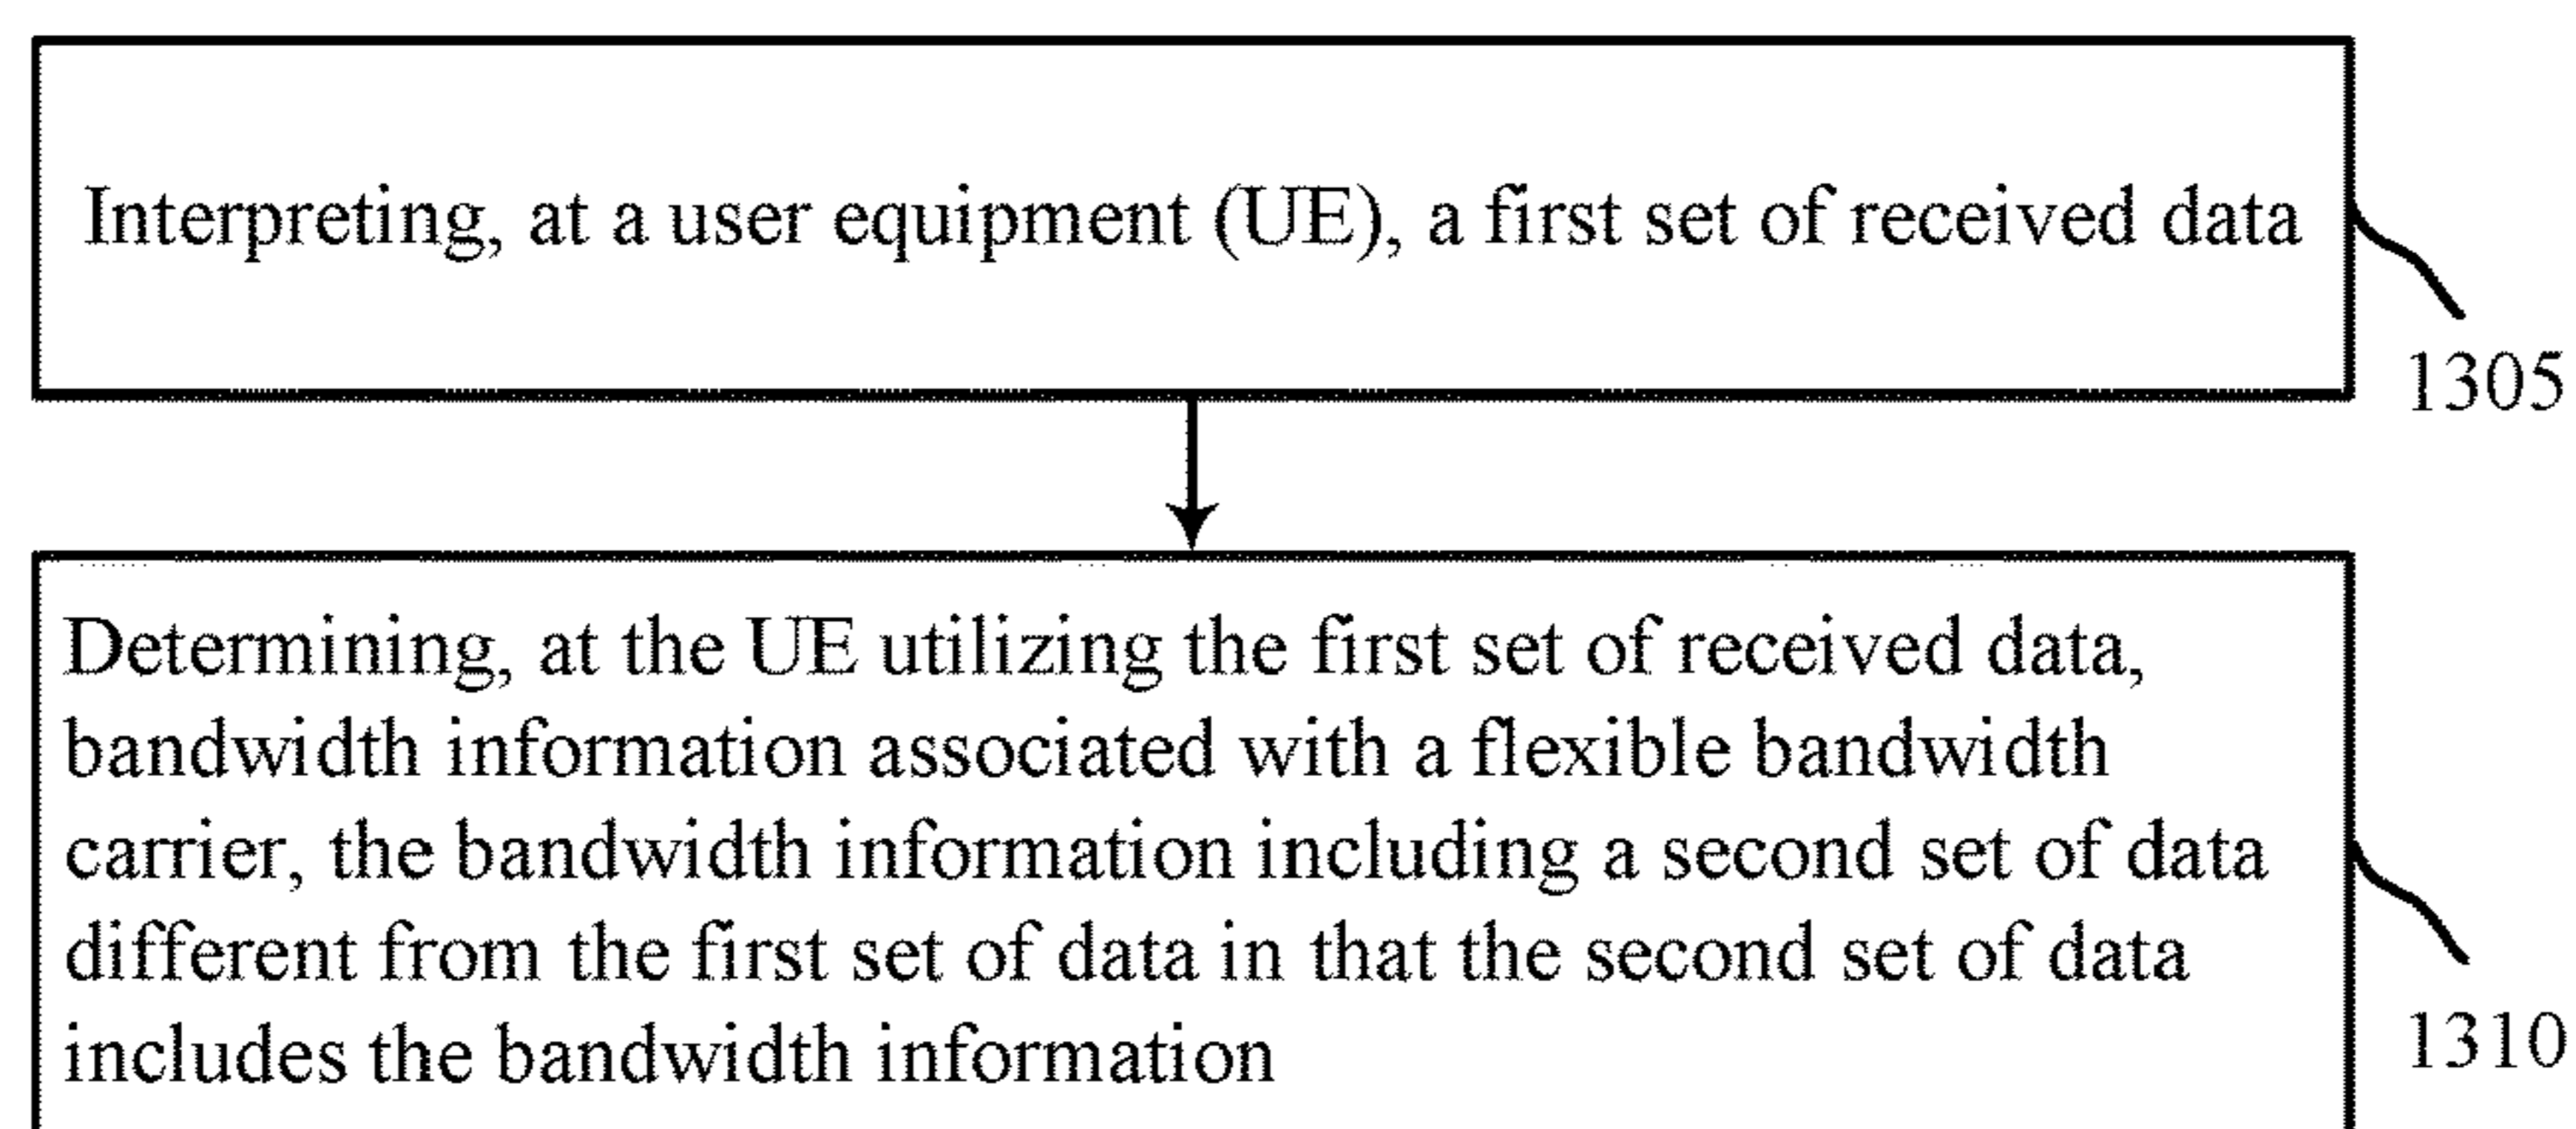 Interpreting, at a user equipment (UE), a first set of received data
1305
Determining, at the UE utilizing the first set of received data,
bandwidth information associated with a flexible bandwidth
carrier, the bandwidth information including a second set of data
different from the first set of data in that the second set of data
includes the bandwidth information
1310